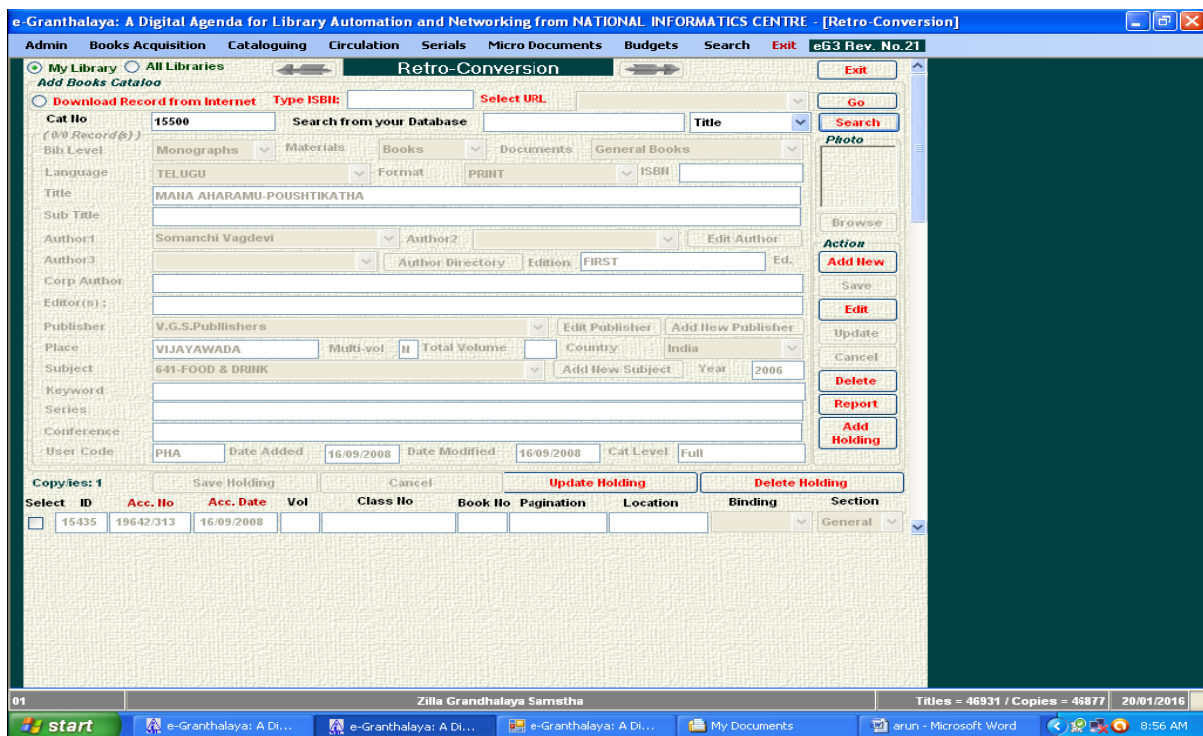 e-Granthalaya: A Digital Agenda for Library Automation and Networking from NATIONAL INFORMATICS CENTRE - [Retro-Conversion]
Admin Books Acquisition Cataloguing Circulation Serials Micro Documents Budgets Search Exit eG3 Rev. No.21
My Library All Libraries Retro-Conversion Exit
Add Books Catalog
Download Record from Internet Type ISBN: Select URL Go
Cat No 15500 Search from your Database Title Search
( 0/0 Record(s) ) Photo
Bib Level Monographs Materials Books Documents General Books
Language TELUGU Format PRINT ISBN
Title MANA AHARAMU-POUSHTIKATHA
Sub Title Browse
Author1 Somanchi Vagdevi Author2 Edit Author Action
Author3 Author Directory Edition FIRST Ed. Add New
Corp Author Save
Editor(s) : Edit
Publisher V.G.S.Publlishers Edit Publisher Add New Publisher Update
Place VIJAYAWADA Multi-vol N Total Volume Country India Cancel
Subject 641-FOOD & DRINK Add New Subject Year 2006
Keyword Delete
Series Report
Conference Add Holding
User Code PHA Date Added 16/09/2008 Date Modified 16/09/2008 Cat Level Full
Copy/ies: 1 Save Holding Cancel Update Holding Delete Holding
Select ID Acc. No Acc. Date Vol Class No Book No Pagination Location Binding Section
15435 19642/313 16/09/2008 General
01 Zilla Grandhalaya Samstha Titles = 46931 / Copies = 46877 20/01/2016
start e-Granthalaya: A Di... e-Granthalaya: A Di... e-Granthalaya: A Di... My Documents arun - Microsoft Word 8:56 AM